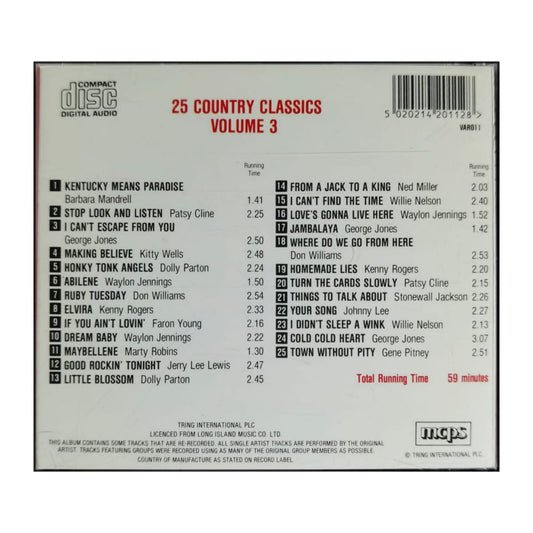 COMPACT
disc
DIGITAL AUDIO
25 COUNTRY CLASSICS
VOLUME 3
5 020214 201128 >
VAR011
Running
Time
1 KENTUCKY MEANS PARADISE
Barbara Mandrell 1.41
2 STOP LOOK AND LISTEN Patsy Cline 2.25
3 I CAN'T ESCAPE FROM YOU
George Jones 2.50
4 MAKING BELIEVE Kitty Wells 2.48
5 HONKY TONK ANGELS Dolly Parton 2.24
6 ABILENE Waylon Jennings 2.12
7 RUBY TUESDAY Don Williams 2.34
8 ELVIRA Kenny Rogers 2.34
9 IF YOU AIN'T LOVIN' Faron Young 2.16
10 DREAM BABY Waylon Jennings 2.22
11 MAYBELLENE Marty Robins 1.30
12 GOOD ROCKIN' TONIGHT Jerry Lee Lewis 2.47
13 LITTLE BLOSSOM Dolly Parton 2.45
Running
Time
14 FROM A JACK TO A KING Ned Miller 2.03
15 I CAN'T FIND THE TIME Willie Nelson 2.40
16 LOVE'S GONNA LIVE HERE Waylon Jennings 1.52
17 JAMBALAYA George Jones 1.42
18 WHERE DO WE GO FROM HERE
Don Williams 2.53
19 HOMEMADE LIES Kenny Rogers 2.20
20 TURN THE CARDS SLOWLY Patsy Cline 2.15
21 THINGS TO TALK ABOUT Stonewall Jackson 2.26
22 YOUR SONG Johnny Lee 2.37
23 I DIDN'T SLEEP A WINK Willie Nelson 2.13
24 COLD COLD HEART George Jones 3.07
25 TOWN WITHOUT PITY Gene Pitney 2.51
Total Running Time 59 minutes
TRING INTERNATIONAL PLC
LICENCED FROM LONG ISLAND MUSIC CO. LTD.
THIS ALBUM CONTAINS SOME TRACKS THAT ARE RE-RECORDED. ALL SINGLE ARTIST TRACKS ARE PERFORMED BY THE ORIGINAL
ARTIST. TRACKS FEATURING GROUPS WERE RECORDED USING AS MANY OF THE ORIGINAL GROUP MEMBERS AS POSSIBLE.
COUNTRY OF MANUFACTURE AS STATED ON RECORD LABEL.
mcps
© TRING INTERNATIONAL PLC.